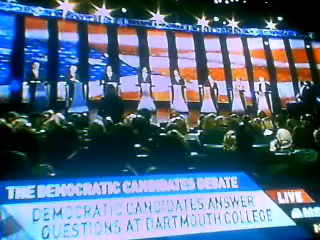 THE DEMOCRATIC CANDIDATES DEBATE
LIVE
DEMOCRATIC CANDIDATES ANSWER
QUESTIONS AT DARTMOUTH COLLEGE